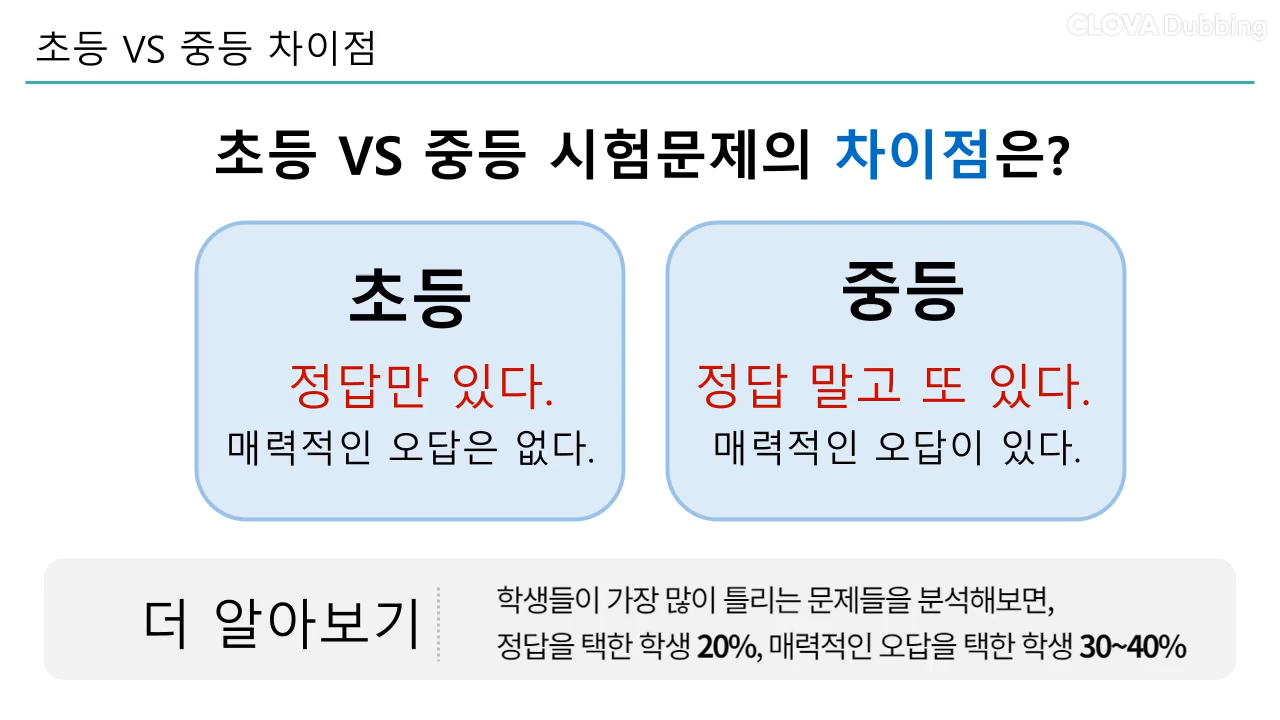 초등 VS 중등 차이점
CLOVA Dubbing
초등 VS 중등 시험문제의 차이점은?
초등
정답만 있다.
매력적인 오답은 없다.
중등
정답 말고 또 있다.
매력적인 오답이 있다.
더 알아보기
학생들이 가장 많이 틀리는 문제들을 분석해보면,
정답을 택한 학생 20%, 매력적인 오답을 택한 학생 30~40%